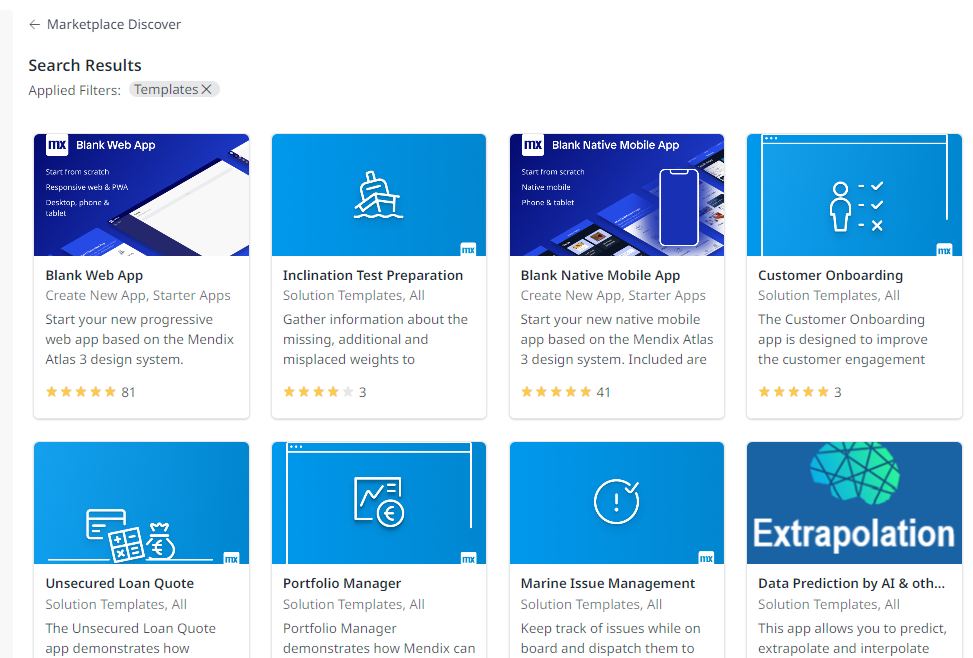 ← Marketplace Discover
Search Results
Applied Filters: Templates ✕
mx Blank Web App
Start from scratch
Responsive web & PWA
Desktop, phone &
tablet
Blank Web App
Create New App, Starter Apps
Start your new progressive
web app based on the Mendix
Atlas 3 design system.
81
mx
Inclination Test Preparation
Solution Templates, All
Gather information about the
missing, additional and
misplaced weights to
3
mx Blank Native Mobile App
Start from scratch
Native mobile
Phone & tablet
Blank Native Mobile App
Create New App, Starter Apps
Start your new native mobile
app based on the Mendix Atlas
3 design system. Included are
41
mx
Customer Onboarding
Solution Templates, All
The Customer Onboarding
app is designed to improve
the customer engagement
3
mx
Unsecured Loan Quote
Solution Templates, All
The Unsecured Loan Quote
app demonstrates how
mx
Portfolio Manager
Solution Templates, All
Portfolio Manager
demonstrates how Mendix can
mx
Marine Issue Management
Solution Templates, All
Keep track of issues while on
board and dispatch them to
Extrapolation
Data Prediction by AI & oth...
Solution Templates, All
This app allows you to predict,
extrapolate and interpolate